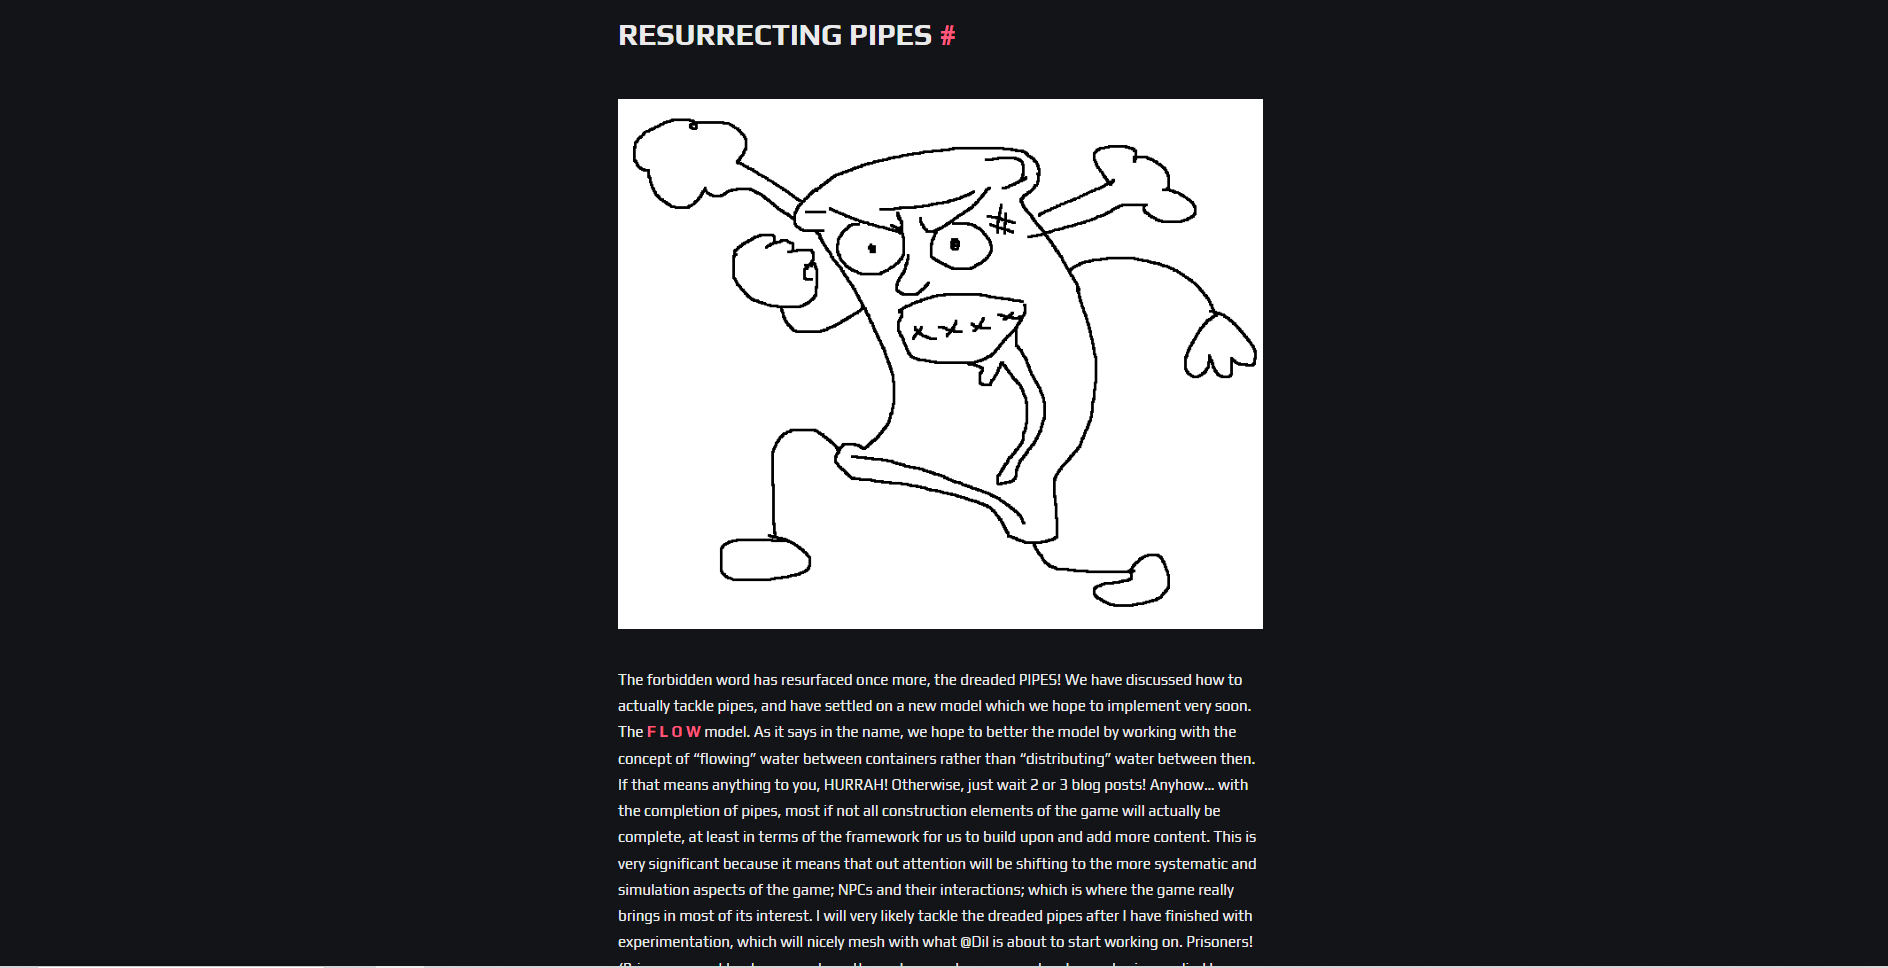 RESURRECTING PIPES #
The forbidden word has resurfaced once more, the dreaded PIPES! We have discussed how to
actually tackle pipes, and have settled on a new model which we hope to implement very soon.
The F L O W model. As it says in the name, we hope to better the model by working with the
concept of “flowing” water between containers rather than “distributing” water between then.
If that means anything to you, HURRAH! Otherwise, just wait 2 or 3 blog posts! Anyhow... with
the completion of pipes, most if not all construction elements of the game will actually be
complete, at least in terms of the framework for us to build upon and add more content. This is
very significant because it means that out attention will be shifting to the more systematic and
simulation aspects of the game; NPCs and their interactions; which is where the game really
brings in most of its interest. I will very likely tackle the dreaded pipes after I have finished with
experimentation, which will nicely mesh with what @Dil is about to start working on. Prisoners!